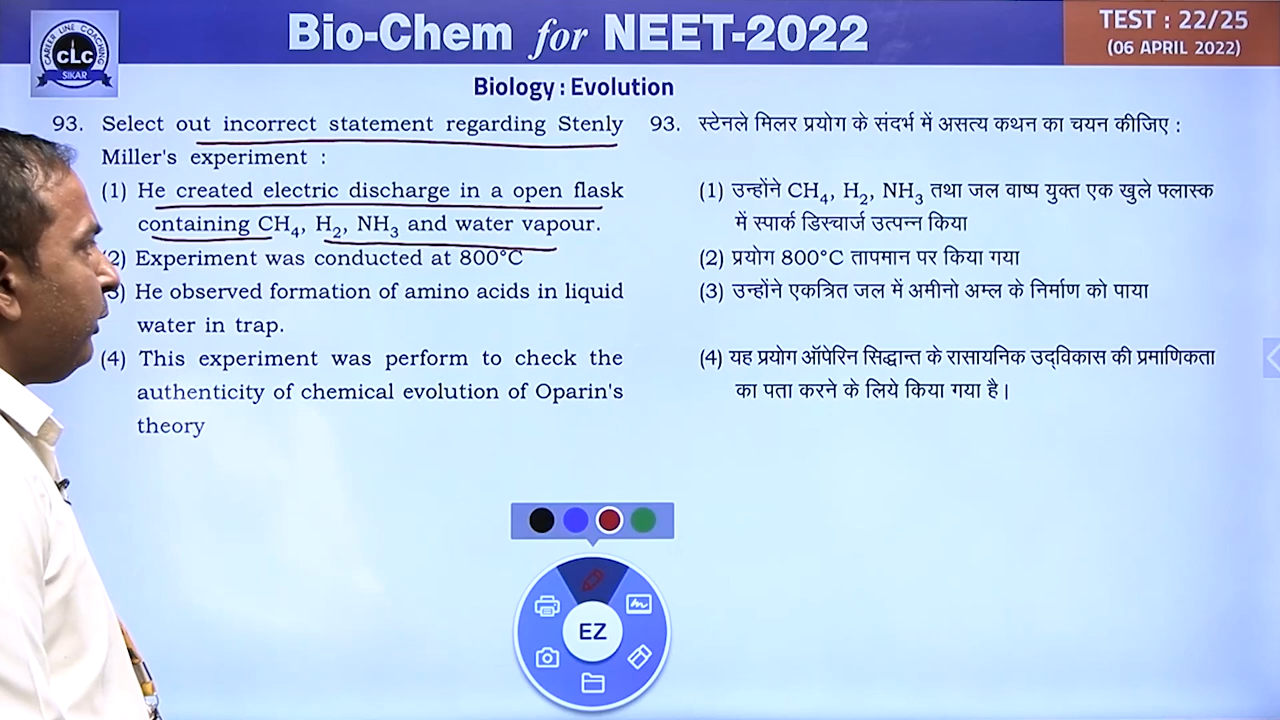 Bio-Chem for NEET-2022
TEST : 22/25
(06 APRIL 2022)
CAREER LINE COACHING
CLC
SIKAR
Biology : Evolution
93. Select out incorrect statement regarding Stenly
Miller's experiment :
(1) He created electric discharge in a open flask
containing CH₄, H₂, NH₃ and water vapour.
2) Experiment was conducted at 800°C
3) He observed formation of amino acids in liquid
water in trap.
(4) This experiment was perform to check the
authenticity of chemical evolution of Oparin's
theory
93. स्टेनले मिलर प्रयोग के संदर्भ में असत्य कथन का चयन कीजिए :
(1) उन्होंने CH₄, H₂, NH₃ तथा जल वाष्प युक्त एक खुले फ्लास्क
में स्पार्क डिस्चार्ज उत्पन्न किया
(2) प्रयोग 800°C तापमान पर किया गया
(3) उन्होंने एकत्रित जल में अमीनो अम्ल के निर्माण को पाया
(4) यह प्रयोग ऑपेरिन सिद्धान्त के रासायनिक उद्विकास की प्रमाणिकता
का पता करने के लिये किया गया है।
EZ